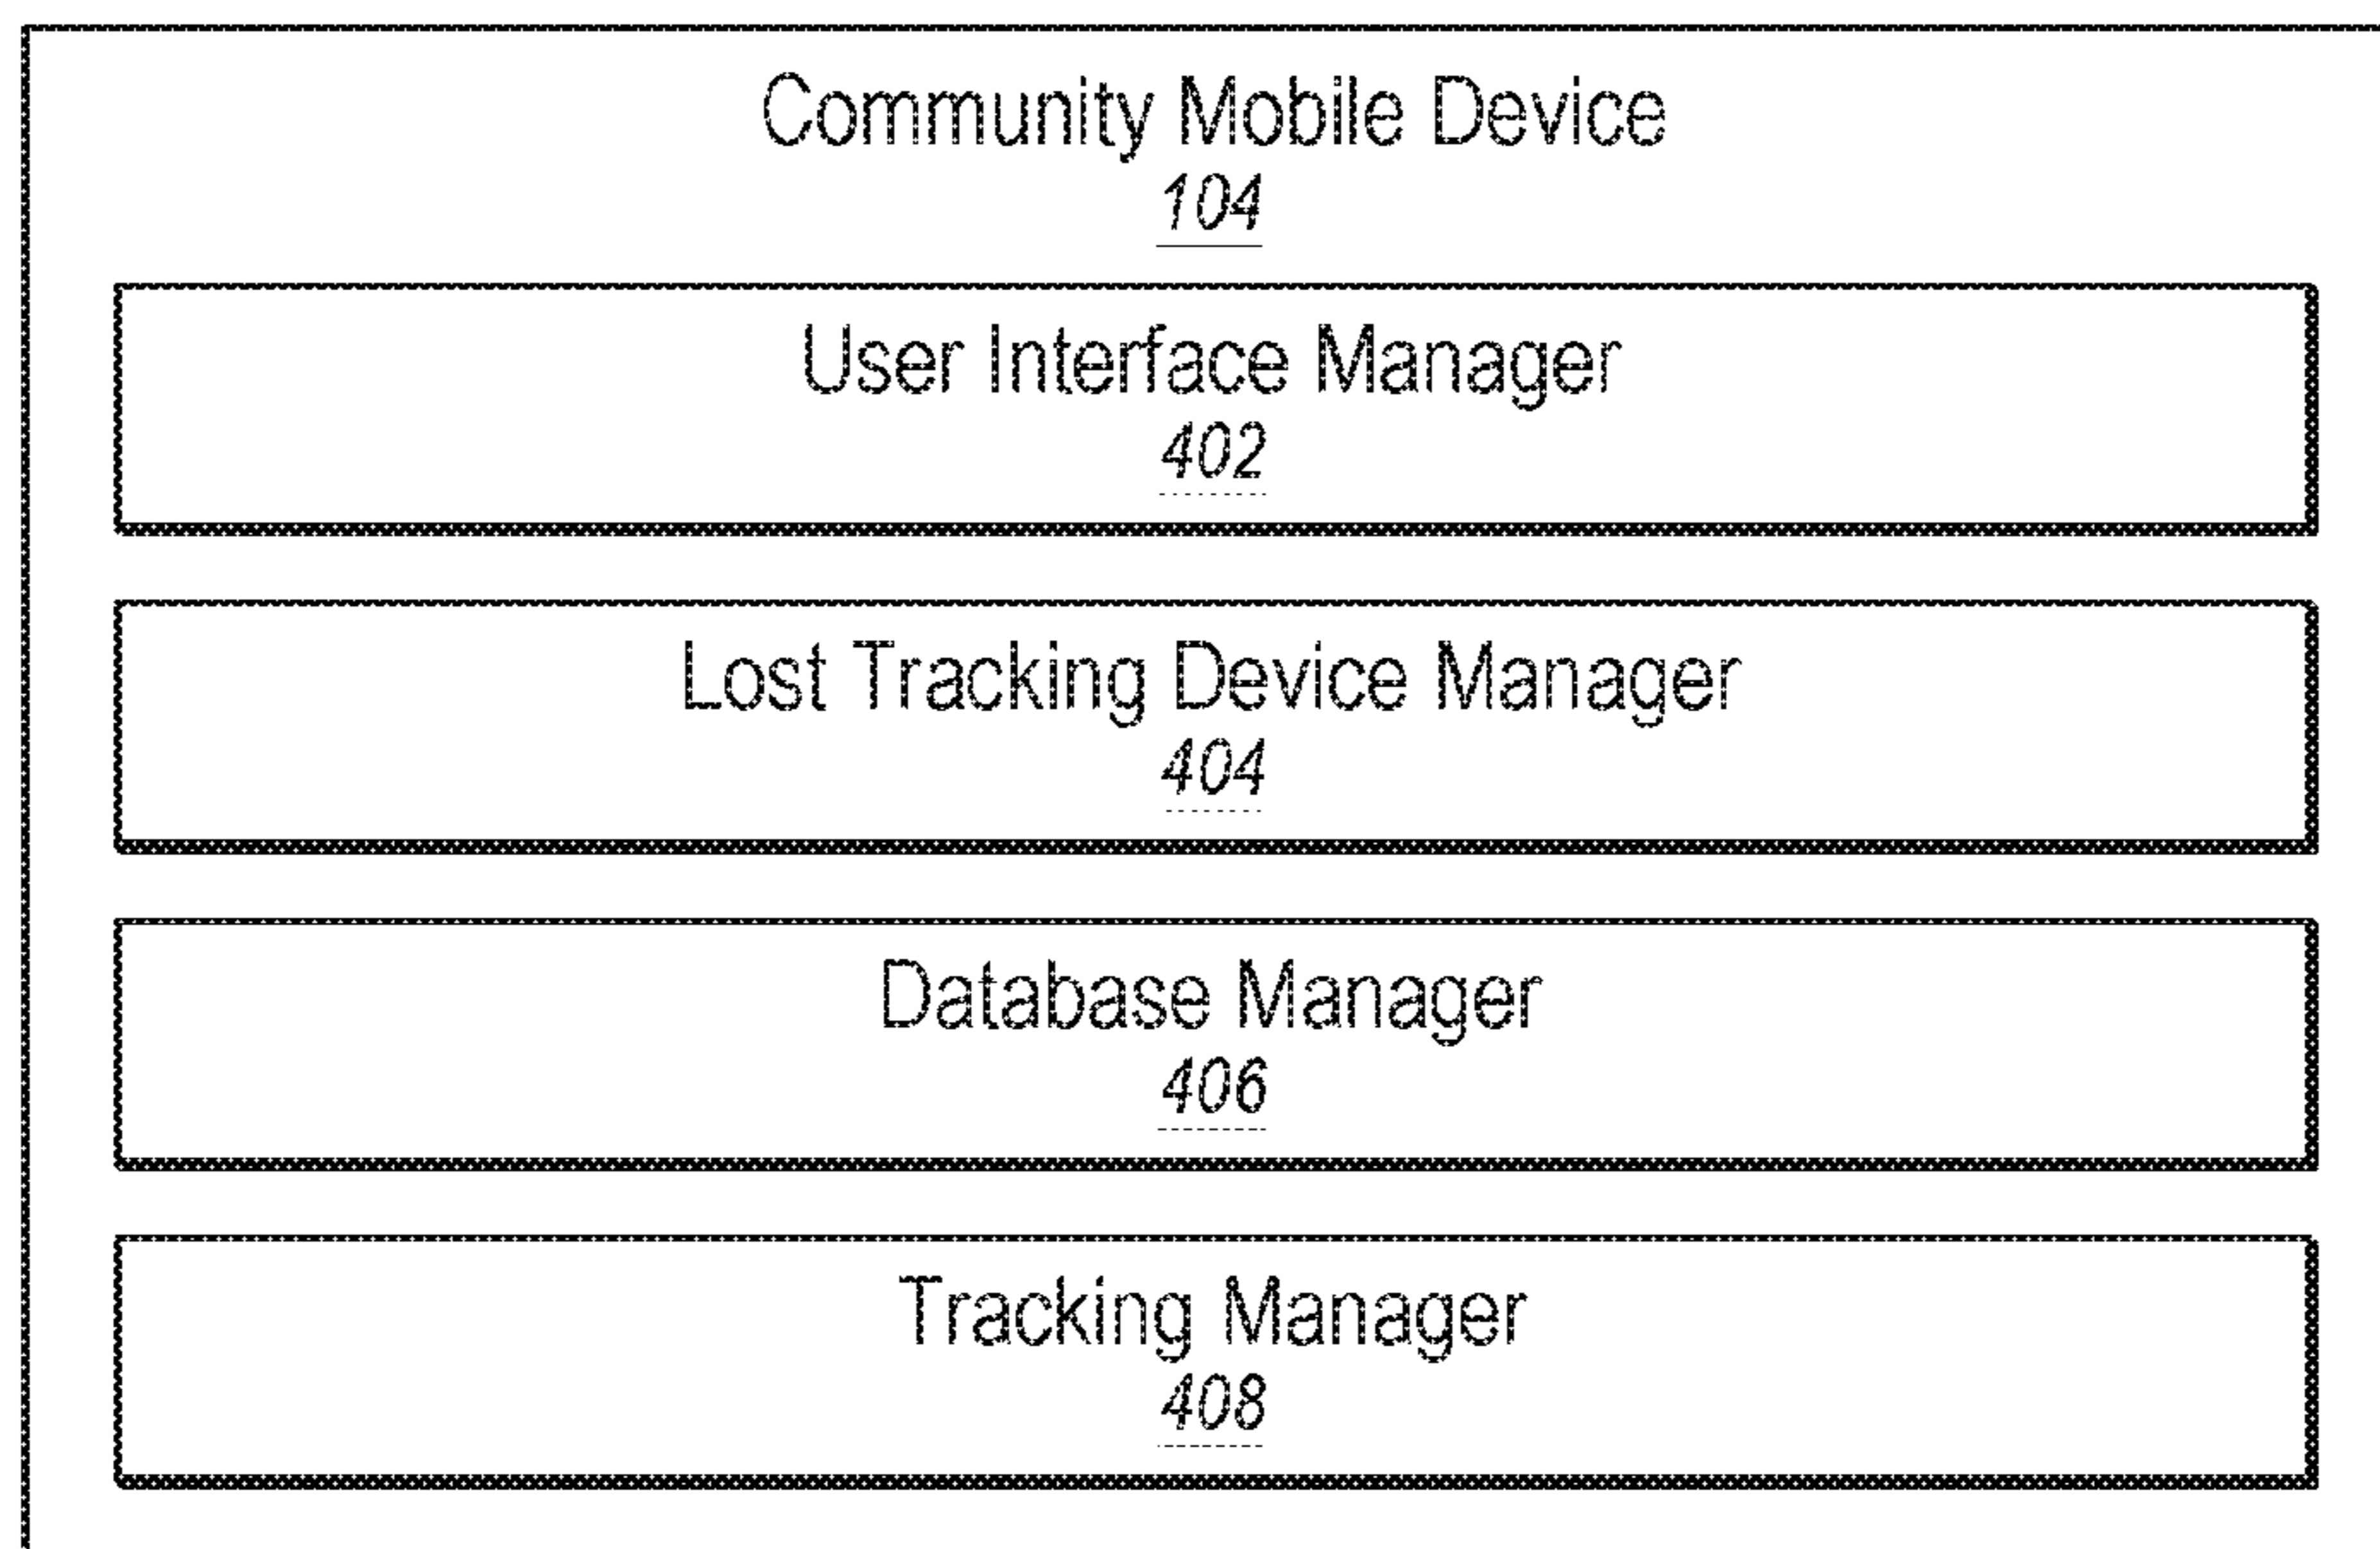 Community Mobile Device
104
User Interface Manager
402
Lost Tracking Device Manager
404
Database Manager
406
Tracking Manager
408